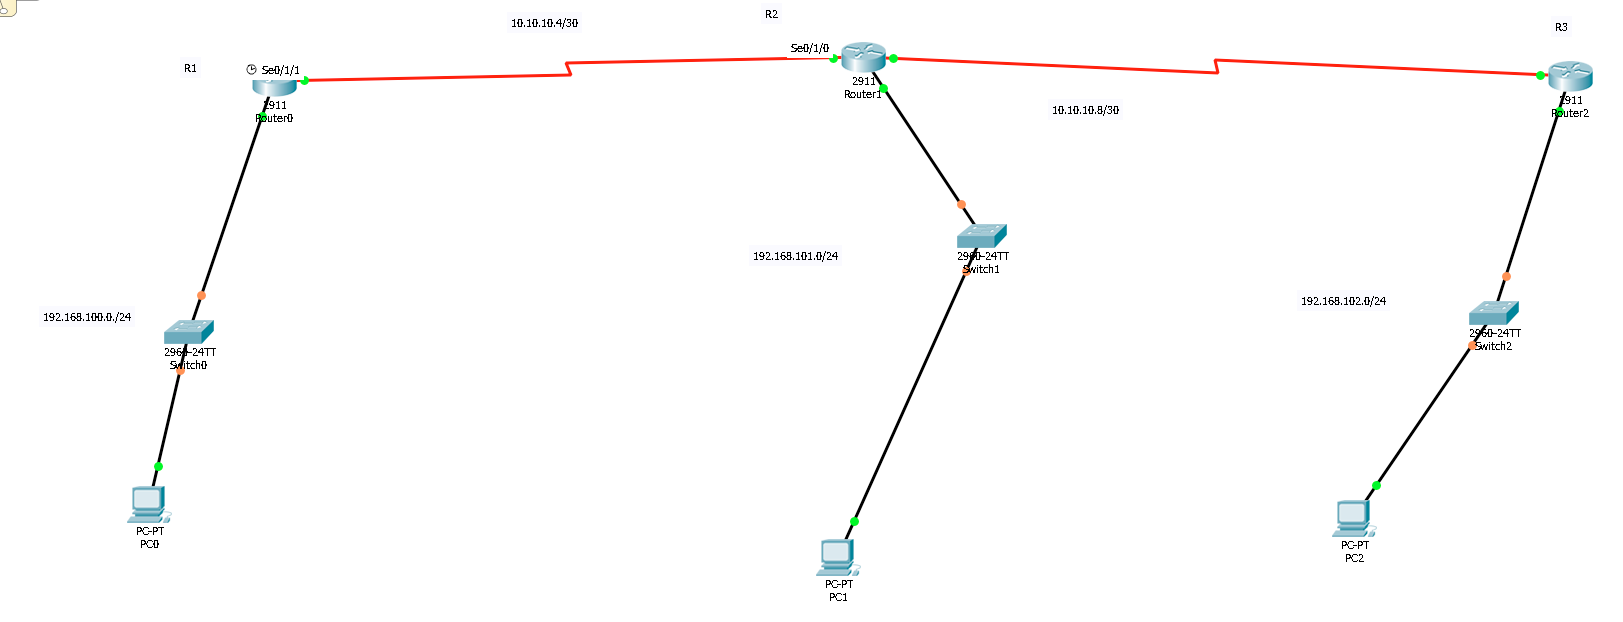 10.10.10.4/30
R2
R3
R1
Se0/1/1
2911
Router0
Se0/1/0
2911
Router1
10.10.10.8/30
2911
Router2
192.168.100.0./24
2960-24TT
Switch0
192.168.101.0/24
2960-24TT
Switch1
192.168.102.0/24
2960-24TT
Switch2
PC-PT
PC0
PC-PT
PC1
PC-PT
PC2